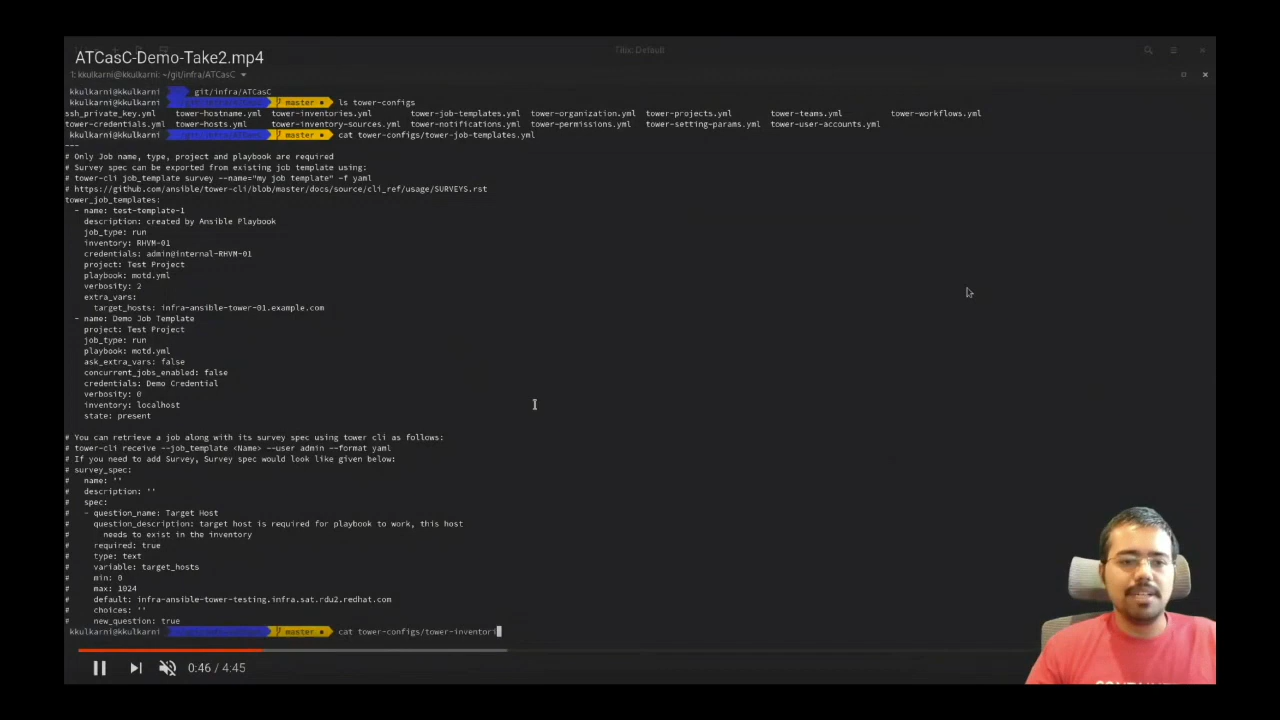 ATCasC-Demo-Take2.mp4
Tilix: Default
1: kkulkarni@kkulkarni: ~/git/infra/ATCasC
kkulkarni@kkulkarni git/infra/ATCasC
kkulkarni@kkulkarni master ls tower-configs
ssh_private_key.yml tower-hostname.yml tower-inventories.yml tower-job-templates.yml tower-organization.yml tower-projects.yml tower-teams.yml tower-workflows.yml
tower-credentials.yml tower-hosts.yml tower-inventory-sources.yml tower-notifications.yml tower-permissions.yml tower-setting-params.yml tower-user-accounts.yml
kkulkarni@kkulkarni master cat tower-configs/tower-job-templates.yml
---
# Only Job name, type, project and playbook are required
# Survey spec can be exported from existing job template using:
# tower-cli job_template survey --name="my job template" -f yaml
# https://github.com/ansible/tower-cli/blob/master/docs/source/cli_ref/usage/SURVEYS.rst
tower_job_templates:
- name: test-template-1
description: created by Ansible Playbook
job_type: run
inventory: RHVM-01
credentials: admin@internal-RHVM-01
project: Test Project
playbook: motd.yml
verbosity: 2
extra_vars:
target_hosts: infra-ansible-tower-01.example.com
- name: Demo Job Template
project: Test Project
job_type: run
playbook: motd.yml
ask_extra_vars: false
concurrent_jobs_enabled: false
credentials: Demo Credential
verbosity: 0
inventory: localhost
state: present
# You can retrieve a job along with its survey spec using tower cli as follows:
# tower-cli receive --job_template <Name> --user admin --format yaml
# If you need to add Survey, Survey spec would look like given below:
# survey_spec:
# name: ''
# description: ''
# spec:
# - question_name: Target Host
# question_description: target host is required for playbook to work, this host
# needs to exist in the inventory
# required: true
# type: text
# variable: target_hosts
# min: 0
# max: 1024
# default: infra-ansible-tower-testing.infra.sat.rdu2.redhat.com
# choices: ''
# new_question: true
kkulkarni@kkulkarni master cat tower-configs/tower-inventori
0:46 / 4:45